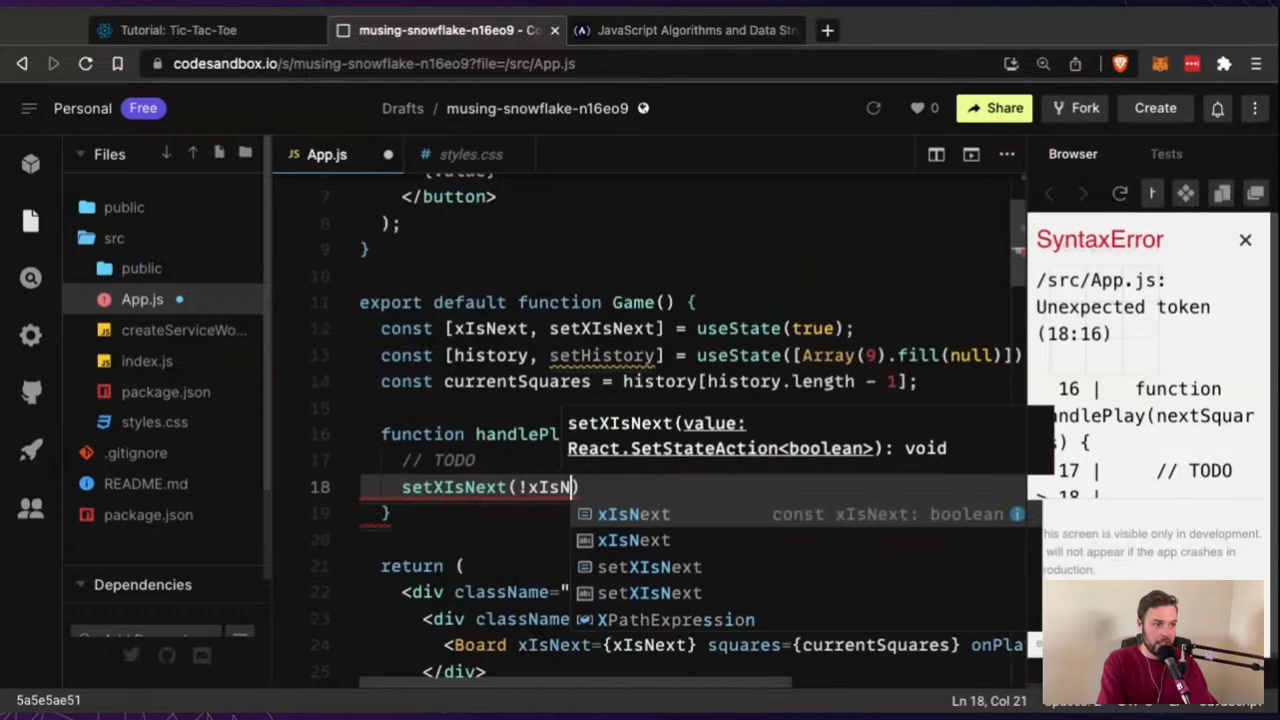 Tutorial: Tic-Tac-Toe
musing-snowflake-n16eo9 - Co
JavaScript Algorithms and Data Str
codesandbox.io/s/musing-snowflake-n16eo9?file=/src/App.js
Personal Free
Drafts / musing-snowflake-n16eo9
0
Share
Fork
Create
Files
App.js
styles.css
Browser
Tests
public
src
public
App.js
createServiceWo...
index.js
package.json
styles.css
.gitignore
README.md
package.json
Dependencies
7 </button>
8 );
9 }
10
11 export default function Game() {
12 const [xIsNext, setXIsNext] = useState(true);
13 const [history, setHistory] = useState([Array(9).fill(null)])
14 const currentSquares = history[history.length - 1];
15
16 function handlePl
17 // TODO
18 setXIsNext(!xIsN)
19 }
20
21 return (
22 <div className="
23 <div className
24 <Board xIsNext={xIsNext} squares={currentSquares} onPla
25 </div>
setXIsNext(value:
React.SetStateAction<boolean>): void
xIsNext const xIsNext: boolean
xIsNext
setXIsNext
setXIsNext
XPathExpression
SyntaxError
/src/App.js:
Unexpected token
(18:16)
16 | function
andlePlay(nextSquar
s) {
17 | // TODO
> 18 |
his screen is visible only in development.
will not appear if the app crashes in
roduction.
5a5e5ae51
Ln 18, Col 21